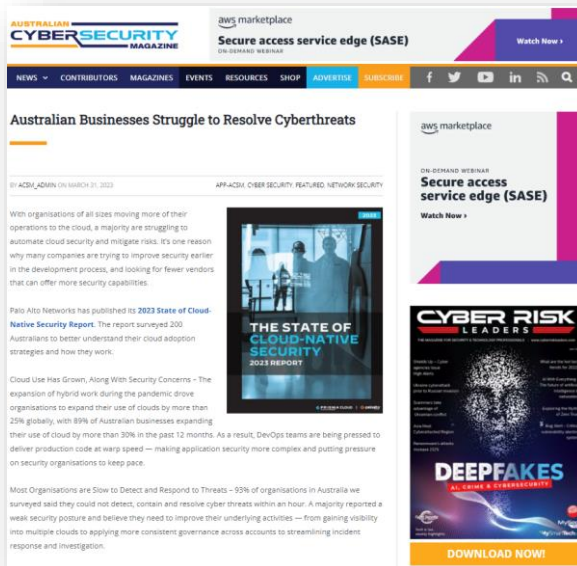 AUSTRALIAN
CYBERSECURITY
MAGAZINE
aws marketplace
Secure access service edge (SASE)
ON-DEMAND WEBINAR
Watch Now ›
NEWS
CONTRIBUTORS
MAGAZINES
EVENTS
RESOURCES
SHOP
ADVERTISE
SUBSCRIBE
Australian Businesses Struggle to Resolve Cyberthreats
BY ACSM_ADMIN ON MARCH 31, 2023
APP-ACSM, CYBER SECURITY, FEATURED, NETWORK SECURITY
With organisations of all sizes moving more of their
operations to the cloud, a majority are struggling to
automate cloud security and mitigate risks. It's one reason
why many companies are trying to improve security earlier
in the development process, and looking for fewer vendors
that can offer more security capabilities.
Palo Alto Networks has published its 2023 State of Cloud-
Native Security Report. The report surveyed 200
Australians to better understand their cloud adoption
strategies and how they work.
Cloud Use Has Grown, Along With Security Concerns – The
expansion of hybrid work during the pandemic drove
organisations to expand their use of clouds by more than
25% globally, with 89% of Australian businesses expanding
their use of cloud by more than 30% in the past 12 months. As a result, DevOps teams are being pressed to
deliver production code at warp speed — making application security more complex and putting pressure
on security organisations to keep pace.
Most Organisations are Slow to Detect and Respond to Threats – 93% of organisations in Australia we
surveyed said they could not detect, contain and resolve cyber threats within an hour. A majority reported a
weak security posture and believe they need to improve their underlying activities — from gaining visibility
into multiple clouds to applying more consistent governance across accounts to streamlining incident
response and investigation.
2023
THE STATE OF
CLOUD-NATIVE
SECURITY
2023 REPORT
aws marketplace
ON-DEMAND WEBINAR
Secure access
service edge (SASE)
Watch Now ›
CYBER RISK
LEADERS
DEEPFAKES
AI, CRIME & CYBERSECURITY
DOWNLOAD NOW!